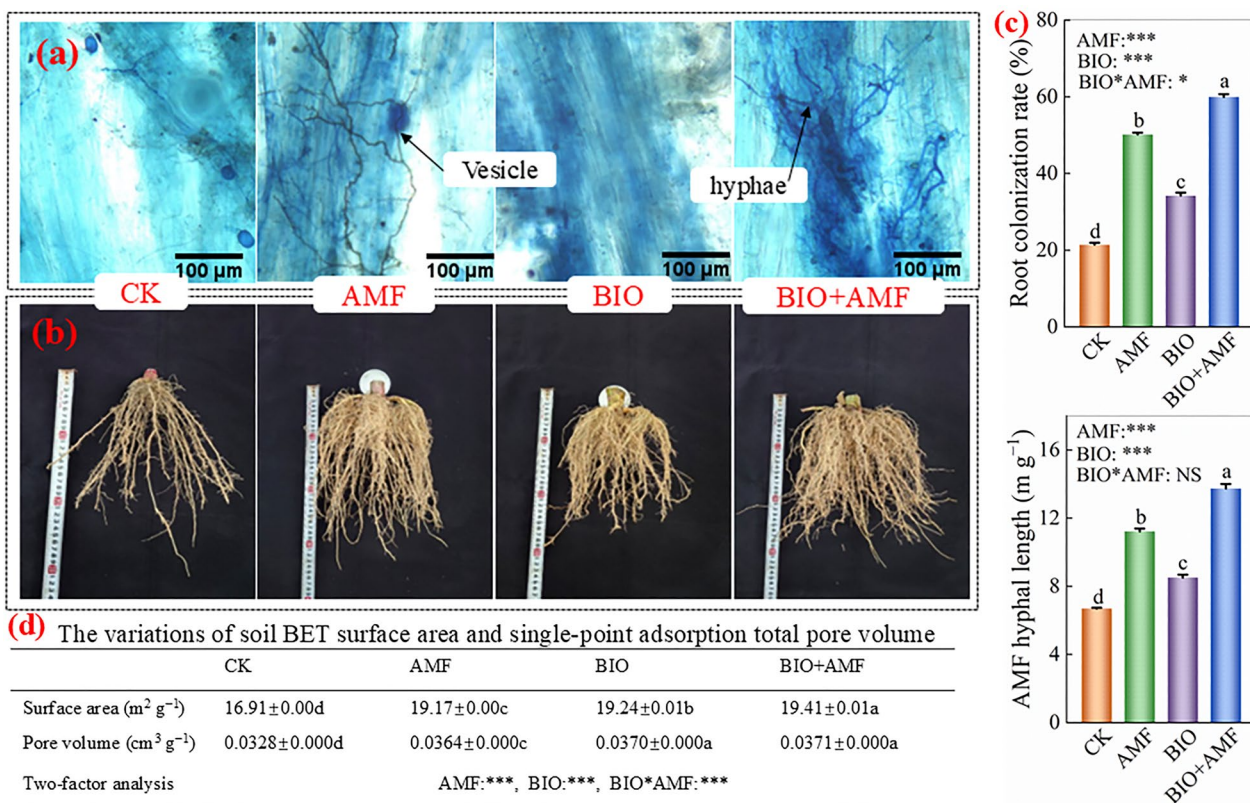 (a)
Vesicle
hyphae
100 μm
100 μm
100 μm
100 μm
CK
AMF
BIO
BIO+AMF
(b)
(c)
80
60
40
20
0
Root colonization rate (%)
AMF:***
BIO: ***
BIO*AMF: *
d
b
c
a
CK
AMF
BIO
BIO+AMF
16
12
8
4
0
AMF hyphal length (m g⁻¹)
AMF:***
BIO: ***
BIO*AMF: NS
d
b
c
a
CK
AMF
BIO
BIO+AMF
(d) The variations of soil BET surface area and single-point adsorption total pore volume
CK AMF BIO BIO+AMF
Surface area (m² g⁻¹) 16.91±0.00d 19.17±0.00c 19.24±0.01b 19.41±0.01a
Pore volume (cm³ g⁻¹) 0.0328±0.000d 0.0364±0.000c 0.0370±0.000a 0.0371±0.000a
Two-factor analysis AMF:***, BIO:***, BIO*AMF:***